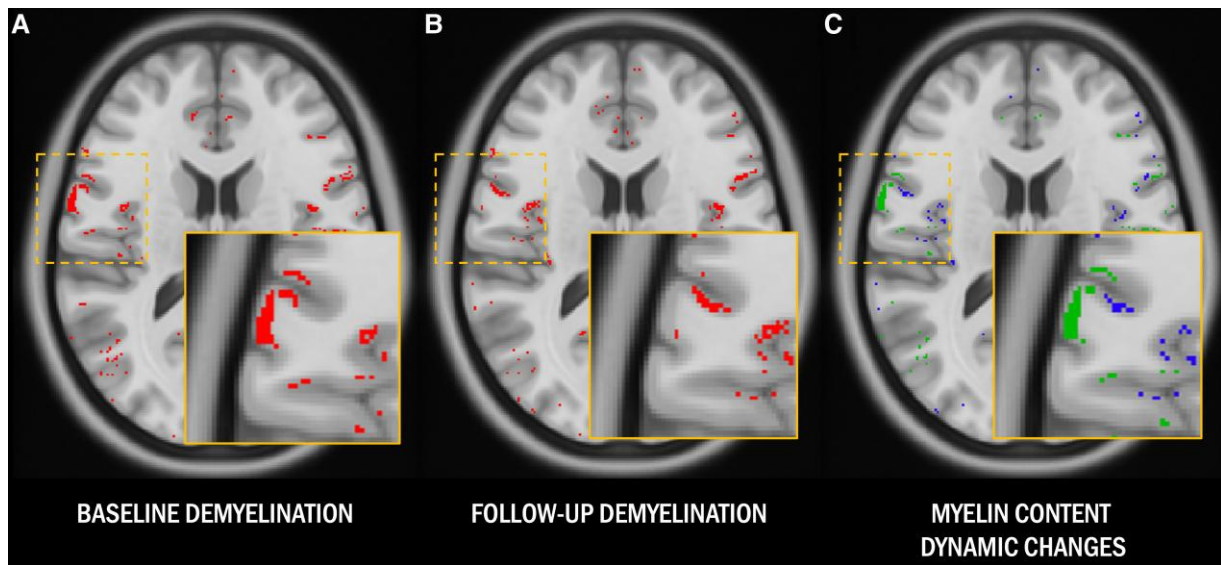 A
B
C
BASELINE DEMYELINATION
FOLLOW-UP DEMYELINATION
MYELIN CONTENT
DYNAMIC CHANGES